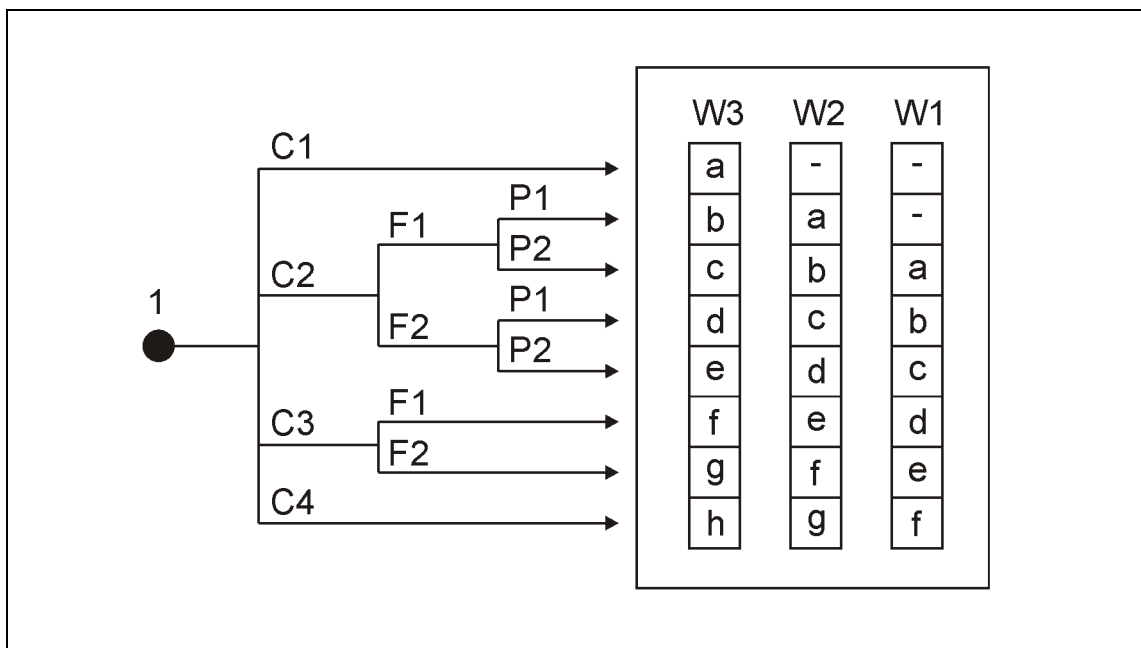 W3 W2 W1
C1
a - -
P1
F1
b a -
P2
C2
c b a
1
P1
F2
d c b
P2
e d c
F1
C3
f e d
F2
g f e
C4
h g f